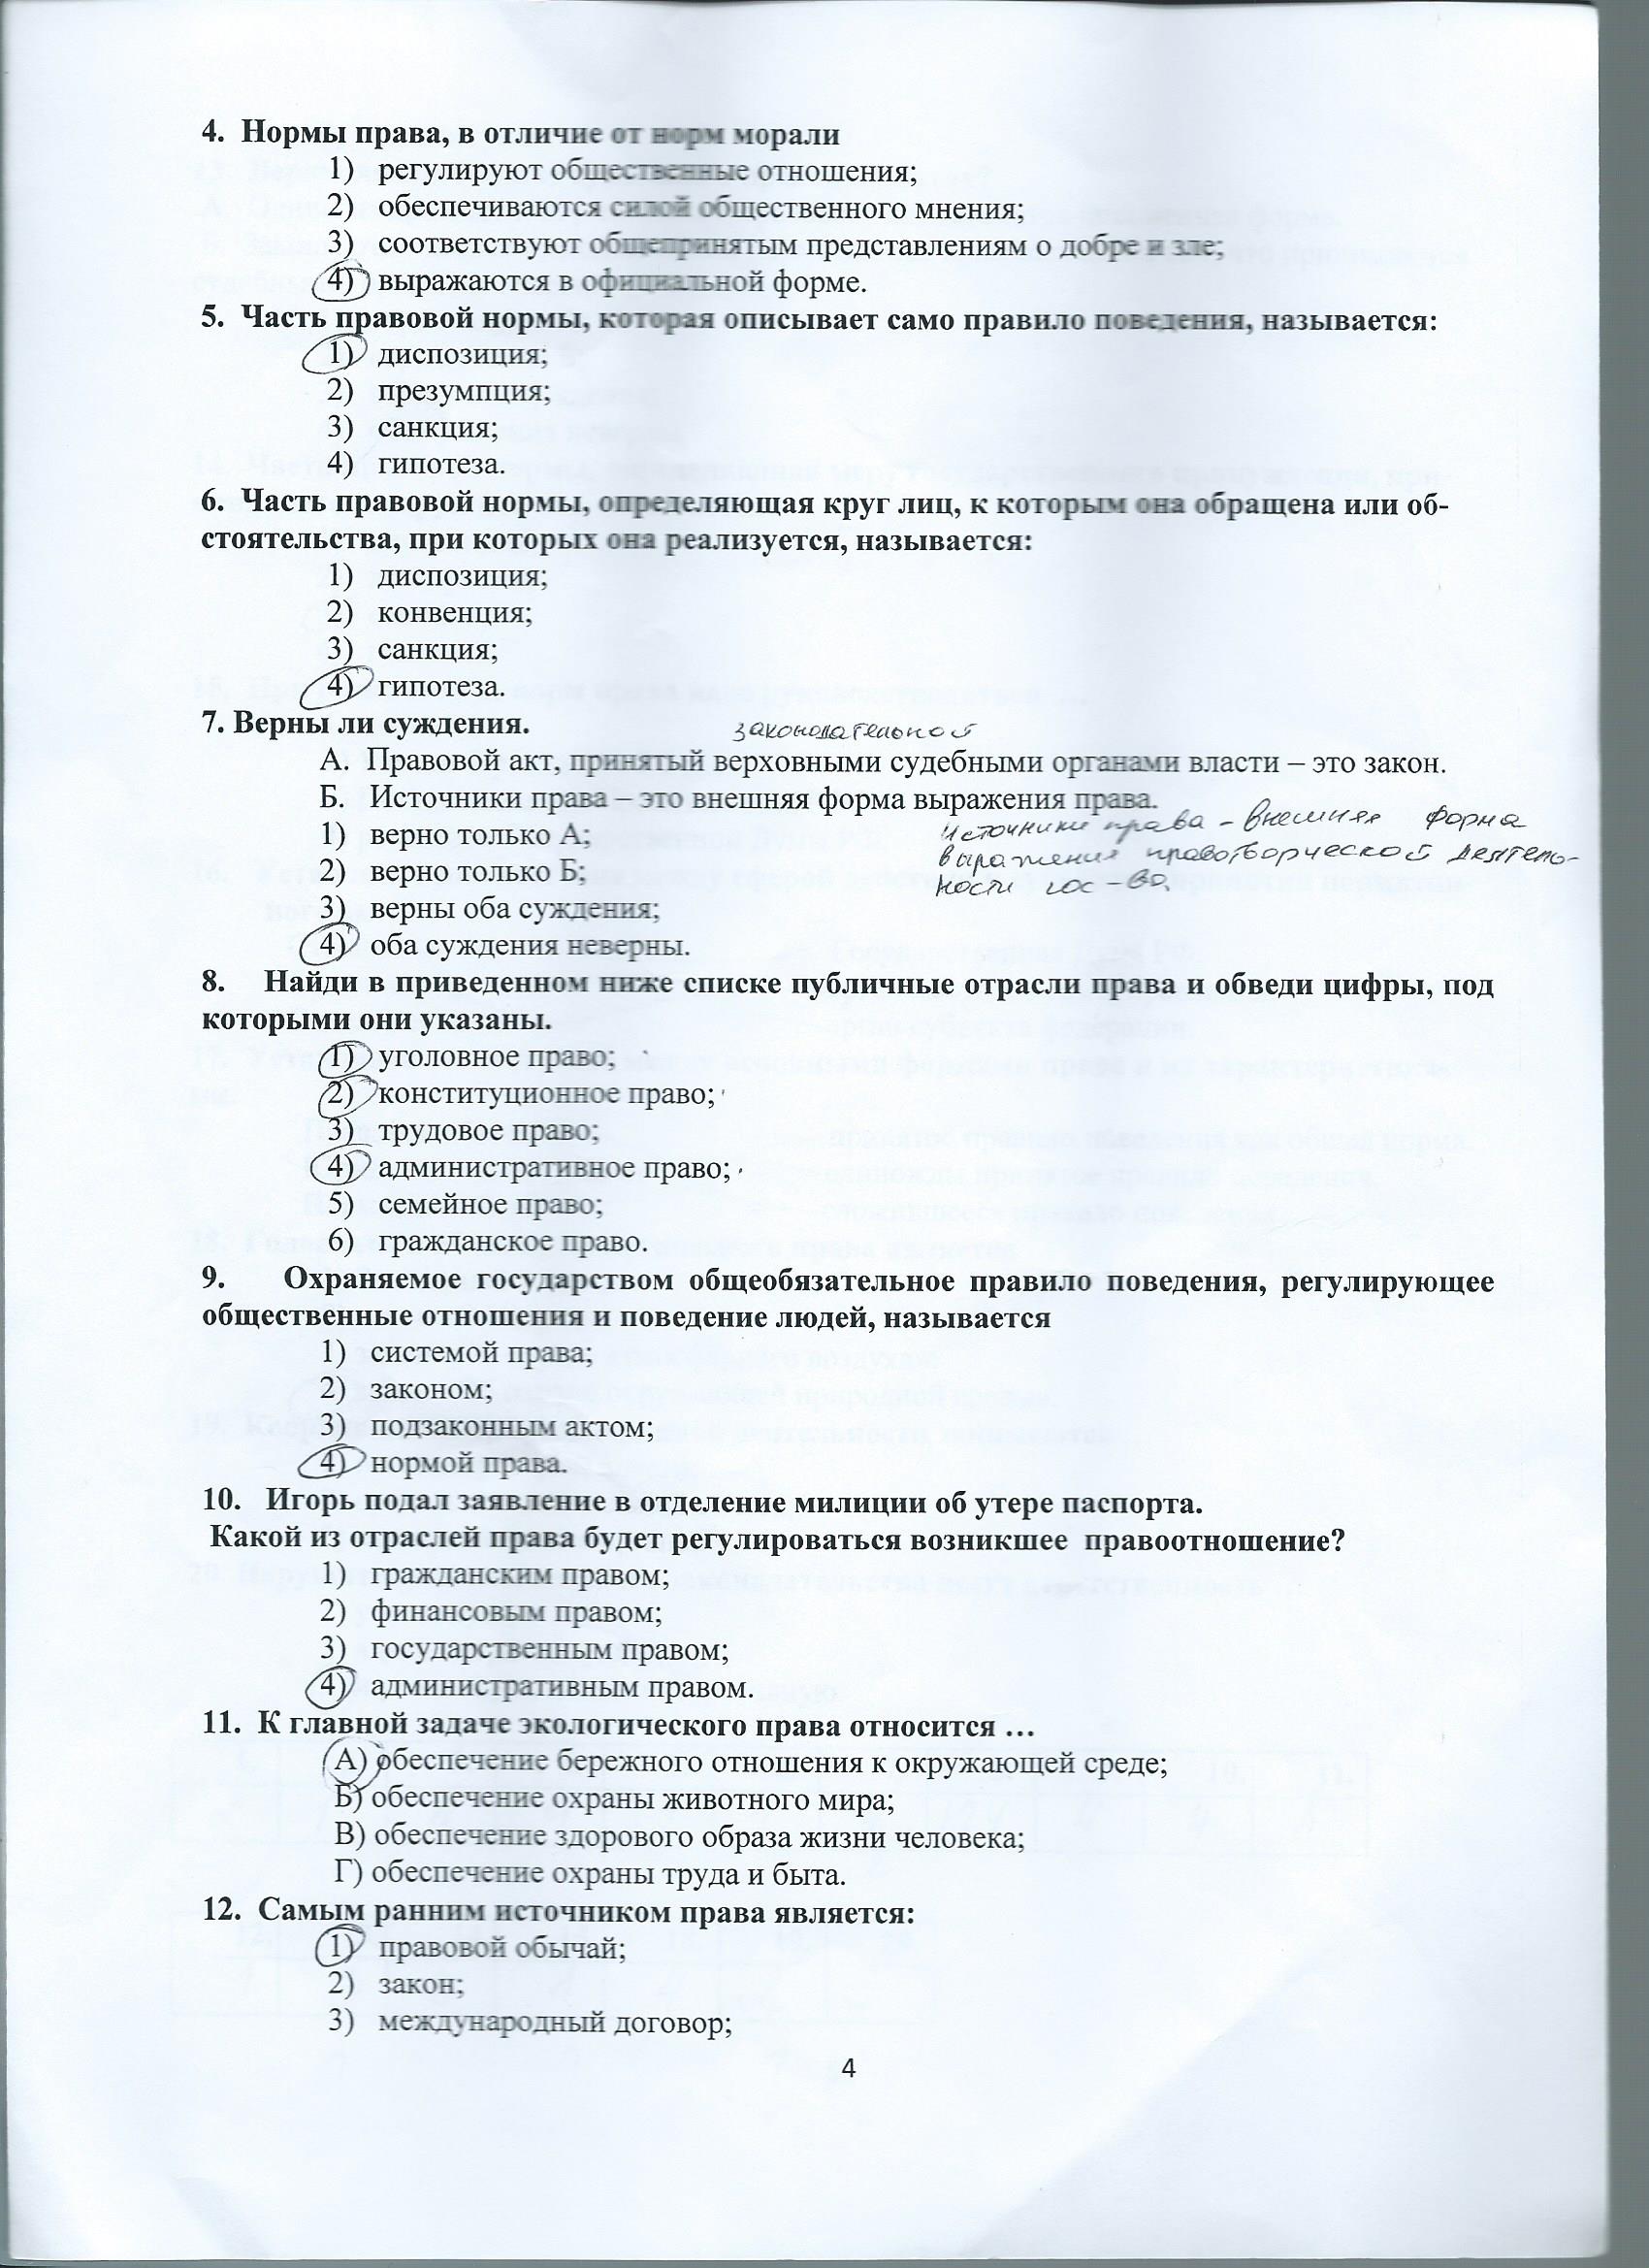 4. Нормы права, в отличие от норм морали
1) регулируют общественные отношения;
2) обеспечиваются силой общественного мнения;
3) соответствуют общепринятым представлениям о добре и зле;
4) выражаются в официальной форме.
5. Часть правовой нормы, которая описывает само правило поведения, называется:
1) диспозиция;
2) презумпция;
3) санкция;
4) гипотеза.
6. Часть правовой нормы, определяющая круг лиц, к которым она обращена или об-
стоятельства, при которых она реализуется, называется:
1) диспозиция;
2) конвенция;
3) санкция;
4) гипотеза.
7. Верны ли суждения.
законодательной
А. Правовой акт, принятый верховными судебными органами власти – это закон.
Б. Источники права – это внешняя форма выражения права.
Источники права – внешняя форма
выражения правотворческой деятель-
ности гос-ва.
1) верно только А;
2) верно только Б;
3) верны оба суждения;
4) оба суждения неверны.
8. Найди в приведенном ниже списке публичные отрасли права и обведи цифры, под
которыми они указаны.
1) уголовное право;
2) конституционное право;
3) трудовое право;
4) административное право;
5) семейное право;
6) гражданское право.
9. Охраняемое государством общеобязательное правило поведения, регулирующее
общественные отношения и поведение людей, называется
1) системой права;
2) законом;
3) подзаконным актом;
4) нормой права.
10. Игорь подал заявление в отделение милиции об утере паспорта.
Какой из отраслей права будет регулироваться возникшее правоотношение?
1) гражданским правом;
2) финансовым правом;
3) государственным правом;
4) административным правом.
11. К главной задаче экологического права относится …
А) обеспечение бережного отношения к окружающей среде;
Б) обеспечение охраны животного мира;
В) обеспечение здорового образа жизни человека;
Г) обеспечение охраны труда и быта.
12. Самым ранним источником права является:
1) правовой обычай;
2) закон;
3) международный договор;
4